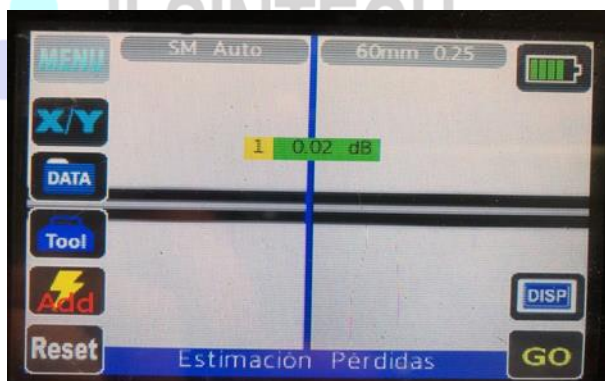 MENU SM Auto 60mm 0.25
X/Y
1 0.02 dB
DATA
Tool
Add
DISP
Reset Estimación Pérdidas GO